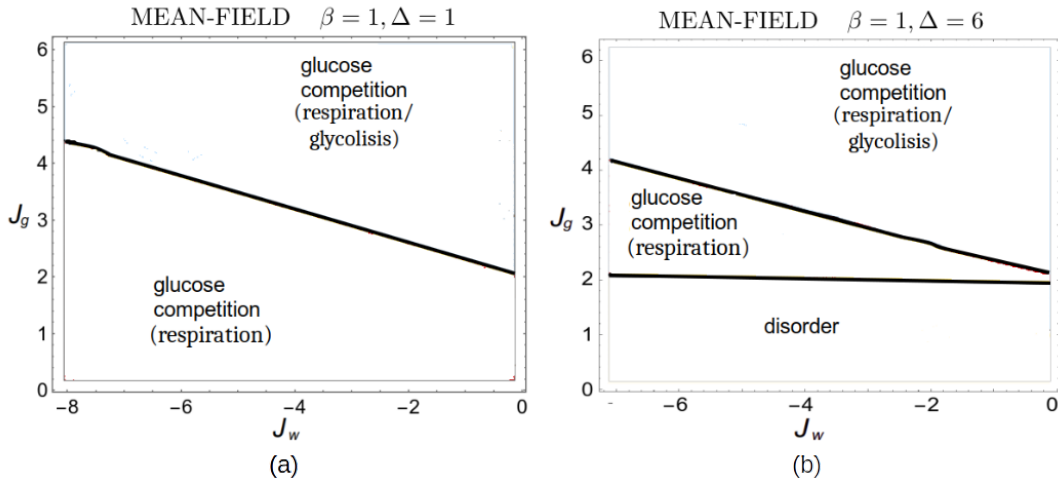 MEAN-FIELD β = 1, Δ = 1
6
5
4
3
2
1
0
J_g
glucose
competition
(respiration/
glycolisis)
glucose
competition
(respiration)
−8
−6
−4
−2
0
J_w
(a)
MEAN-FIELD β = 1, Δ = 6
6
5
4
3
2
1
0
J_g
glucose
competition
(respiration/
glycolisis)
glucose
competition
(respiration)
disorder
−6
−4
−2
0
J_w
(b)